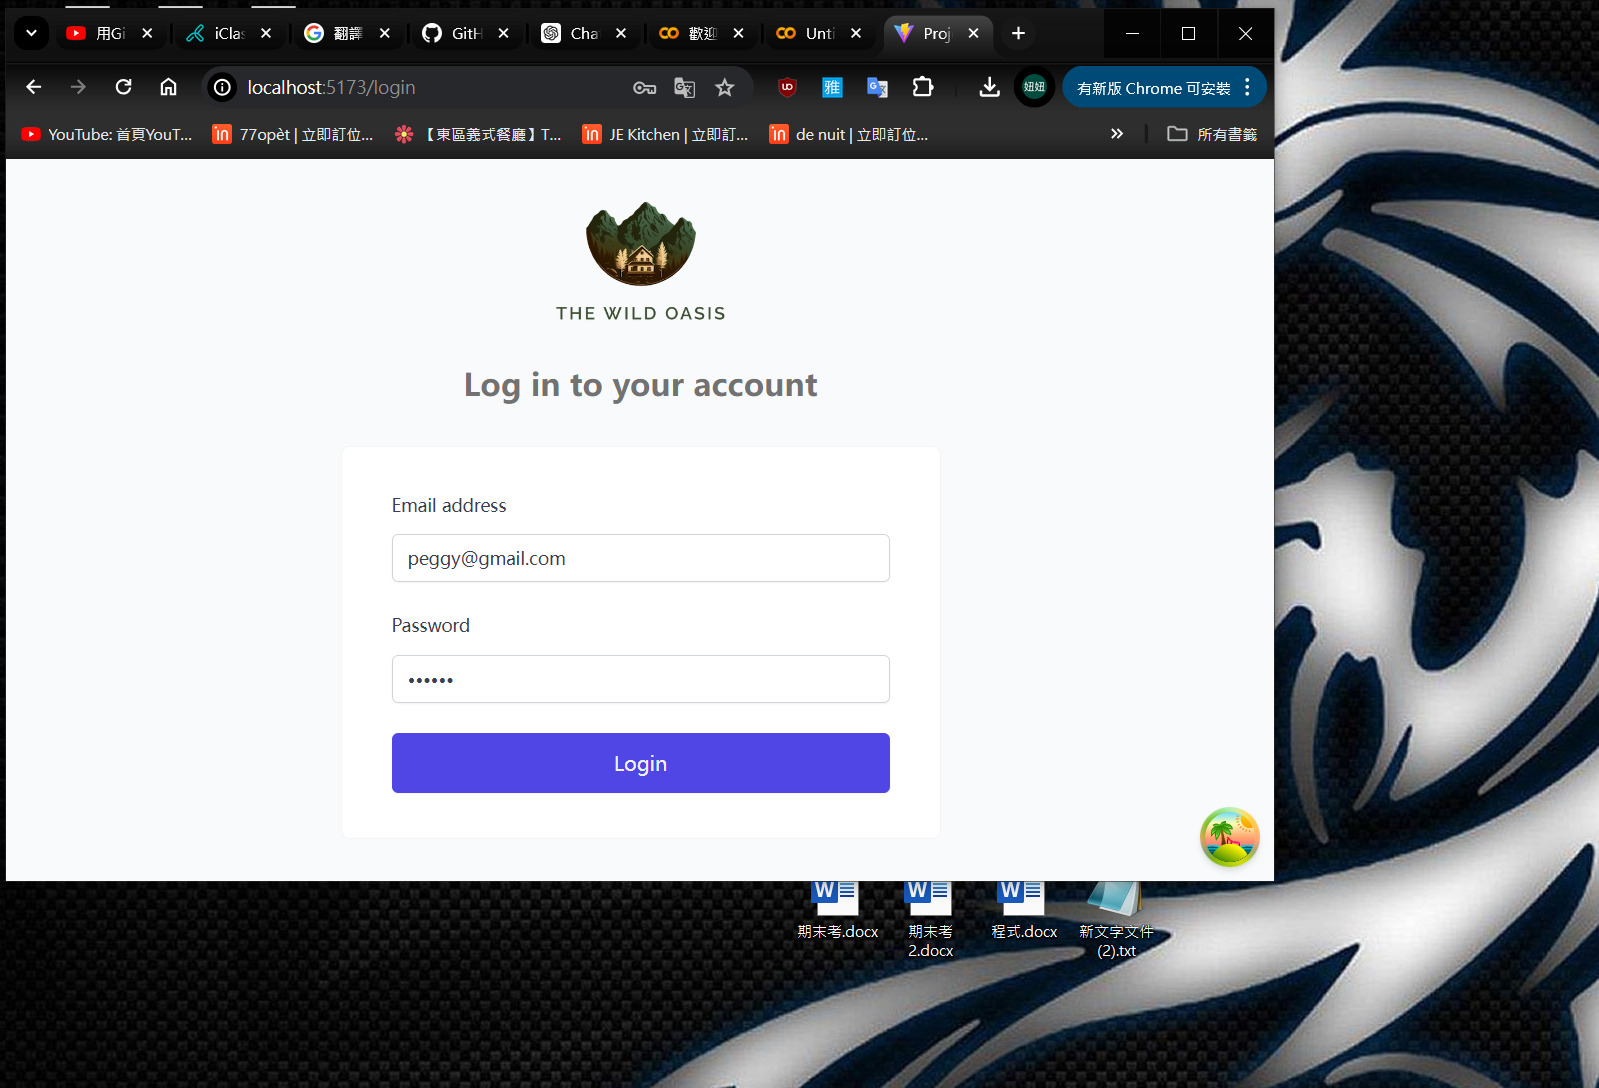 用Gi
iClas
翻譯
GitH
Cha
歡迎
Unti
Proj
localhost:5173/login
妞妞
有新版 Chrome 可安裝
YouTube: 首頁YouT...
77opèt | 立即訂位...
【東區義式餐廳】T...
JE Kitchen | 立即訂...
de nuit | 立即訂位...
所有書籤
THE WILD OASIS
Log in to your account
Email address
peggy@gmail.com
Password
••••••
Login
期末考.docx
期末考
2.docx
程式.docx
新文字文件
(2).txt